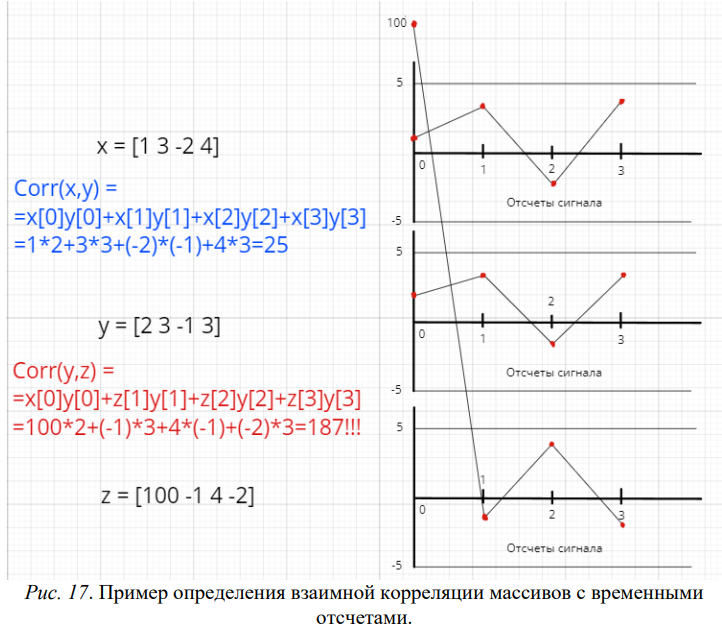 x = [1 3 -2 4]
Corr(x,y) =
=x[0]y[0]+x[1]y[1]+x[2]y[2]+x[3]y[3]
=1*2+3*3+(-2)*(-1)+4*3=25
y = [2 3 -1 3]
Corr(y,z) =
=x[0]y[0]+z[1]y[1]+z[2]y[2]+z[3]y[3]
=100*2+(-1)*3+4*(-1)+(-2)*3=187!!!
z = [100 -1 4 -2]
100
5
0 1 2 3
Отсчеты сигнала
-5
5
2
0 1 3
Отсчеты сигнала
-5
5
1
0 2 3
Отсчеты сигнала
-5
Рис. 17. Пример определения взаимной корреляции массивов с временными
отсчетами.